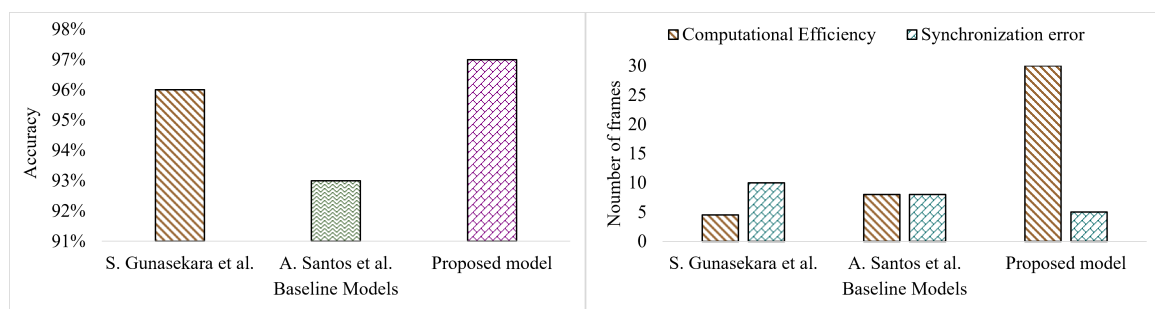 98%
97%
96%
95%
94%
93%
92%
91%
Accuracy
S. Gunasekara et al.
A. Santos et al.
Proposed model
Baseline Models
Computational Efficiency
Synchronization error
30
25
20
15
10
5
0
Noumber of frames
S. Gunasekara et al.
A. Santos et al.
Proposed model
Baseline Models